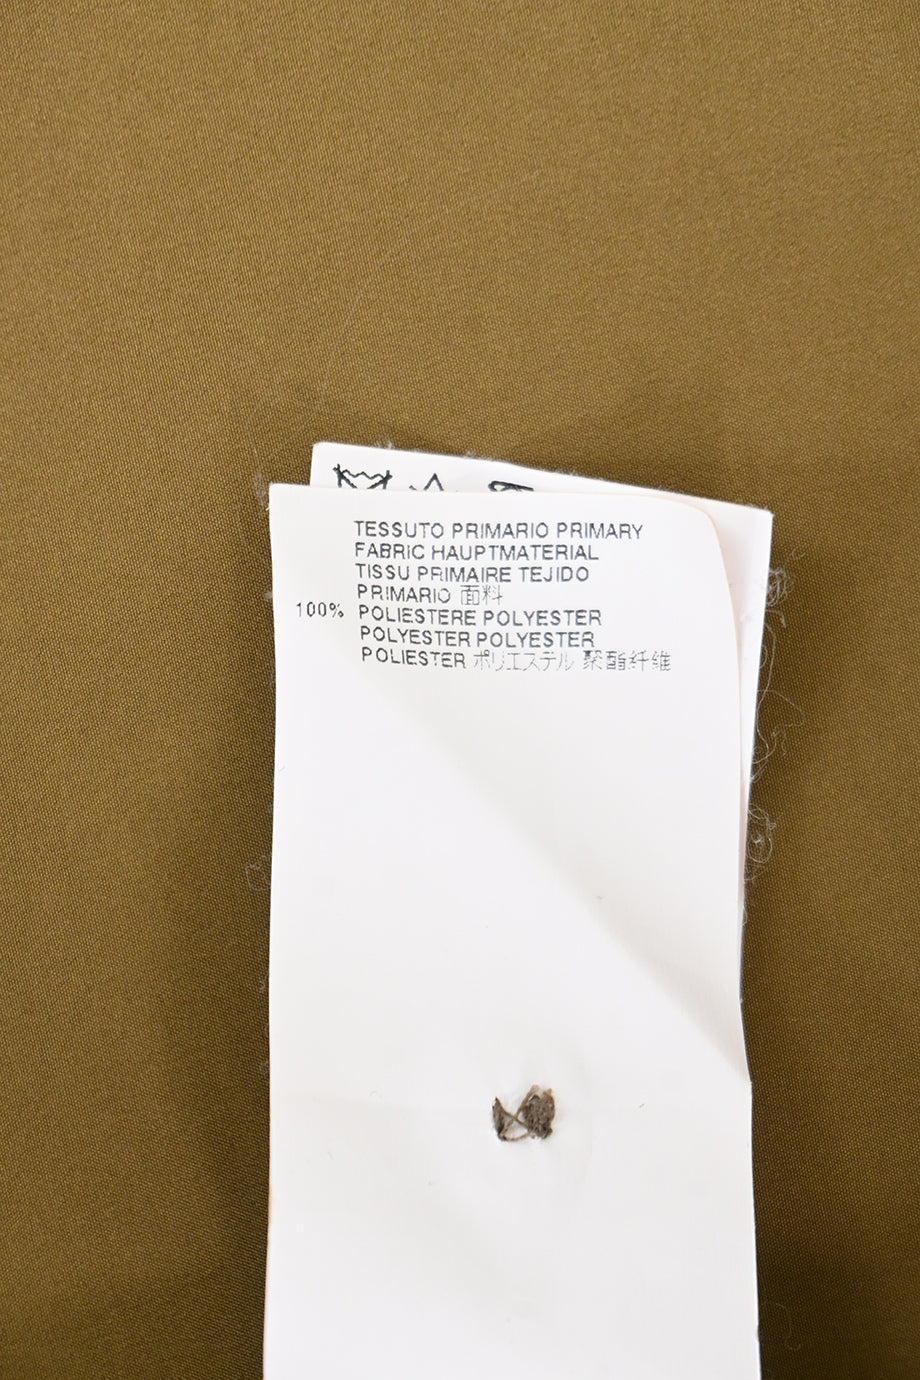 TESSUTO PRIMARIO PRIMARY
FABRIC HAUPTMATERIAL
TISSU PRIMAIRE TEJIDO
PRIMARIO 面料
100% POLIESTERE POLYESTER
POLYESTER POLYESTER
POLIESTER ポリエステル 聚酯纤维